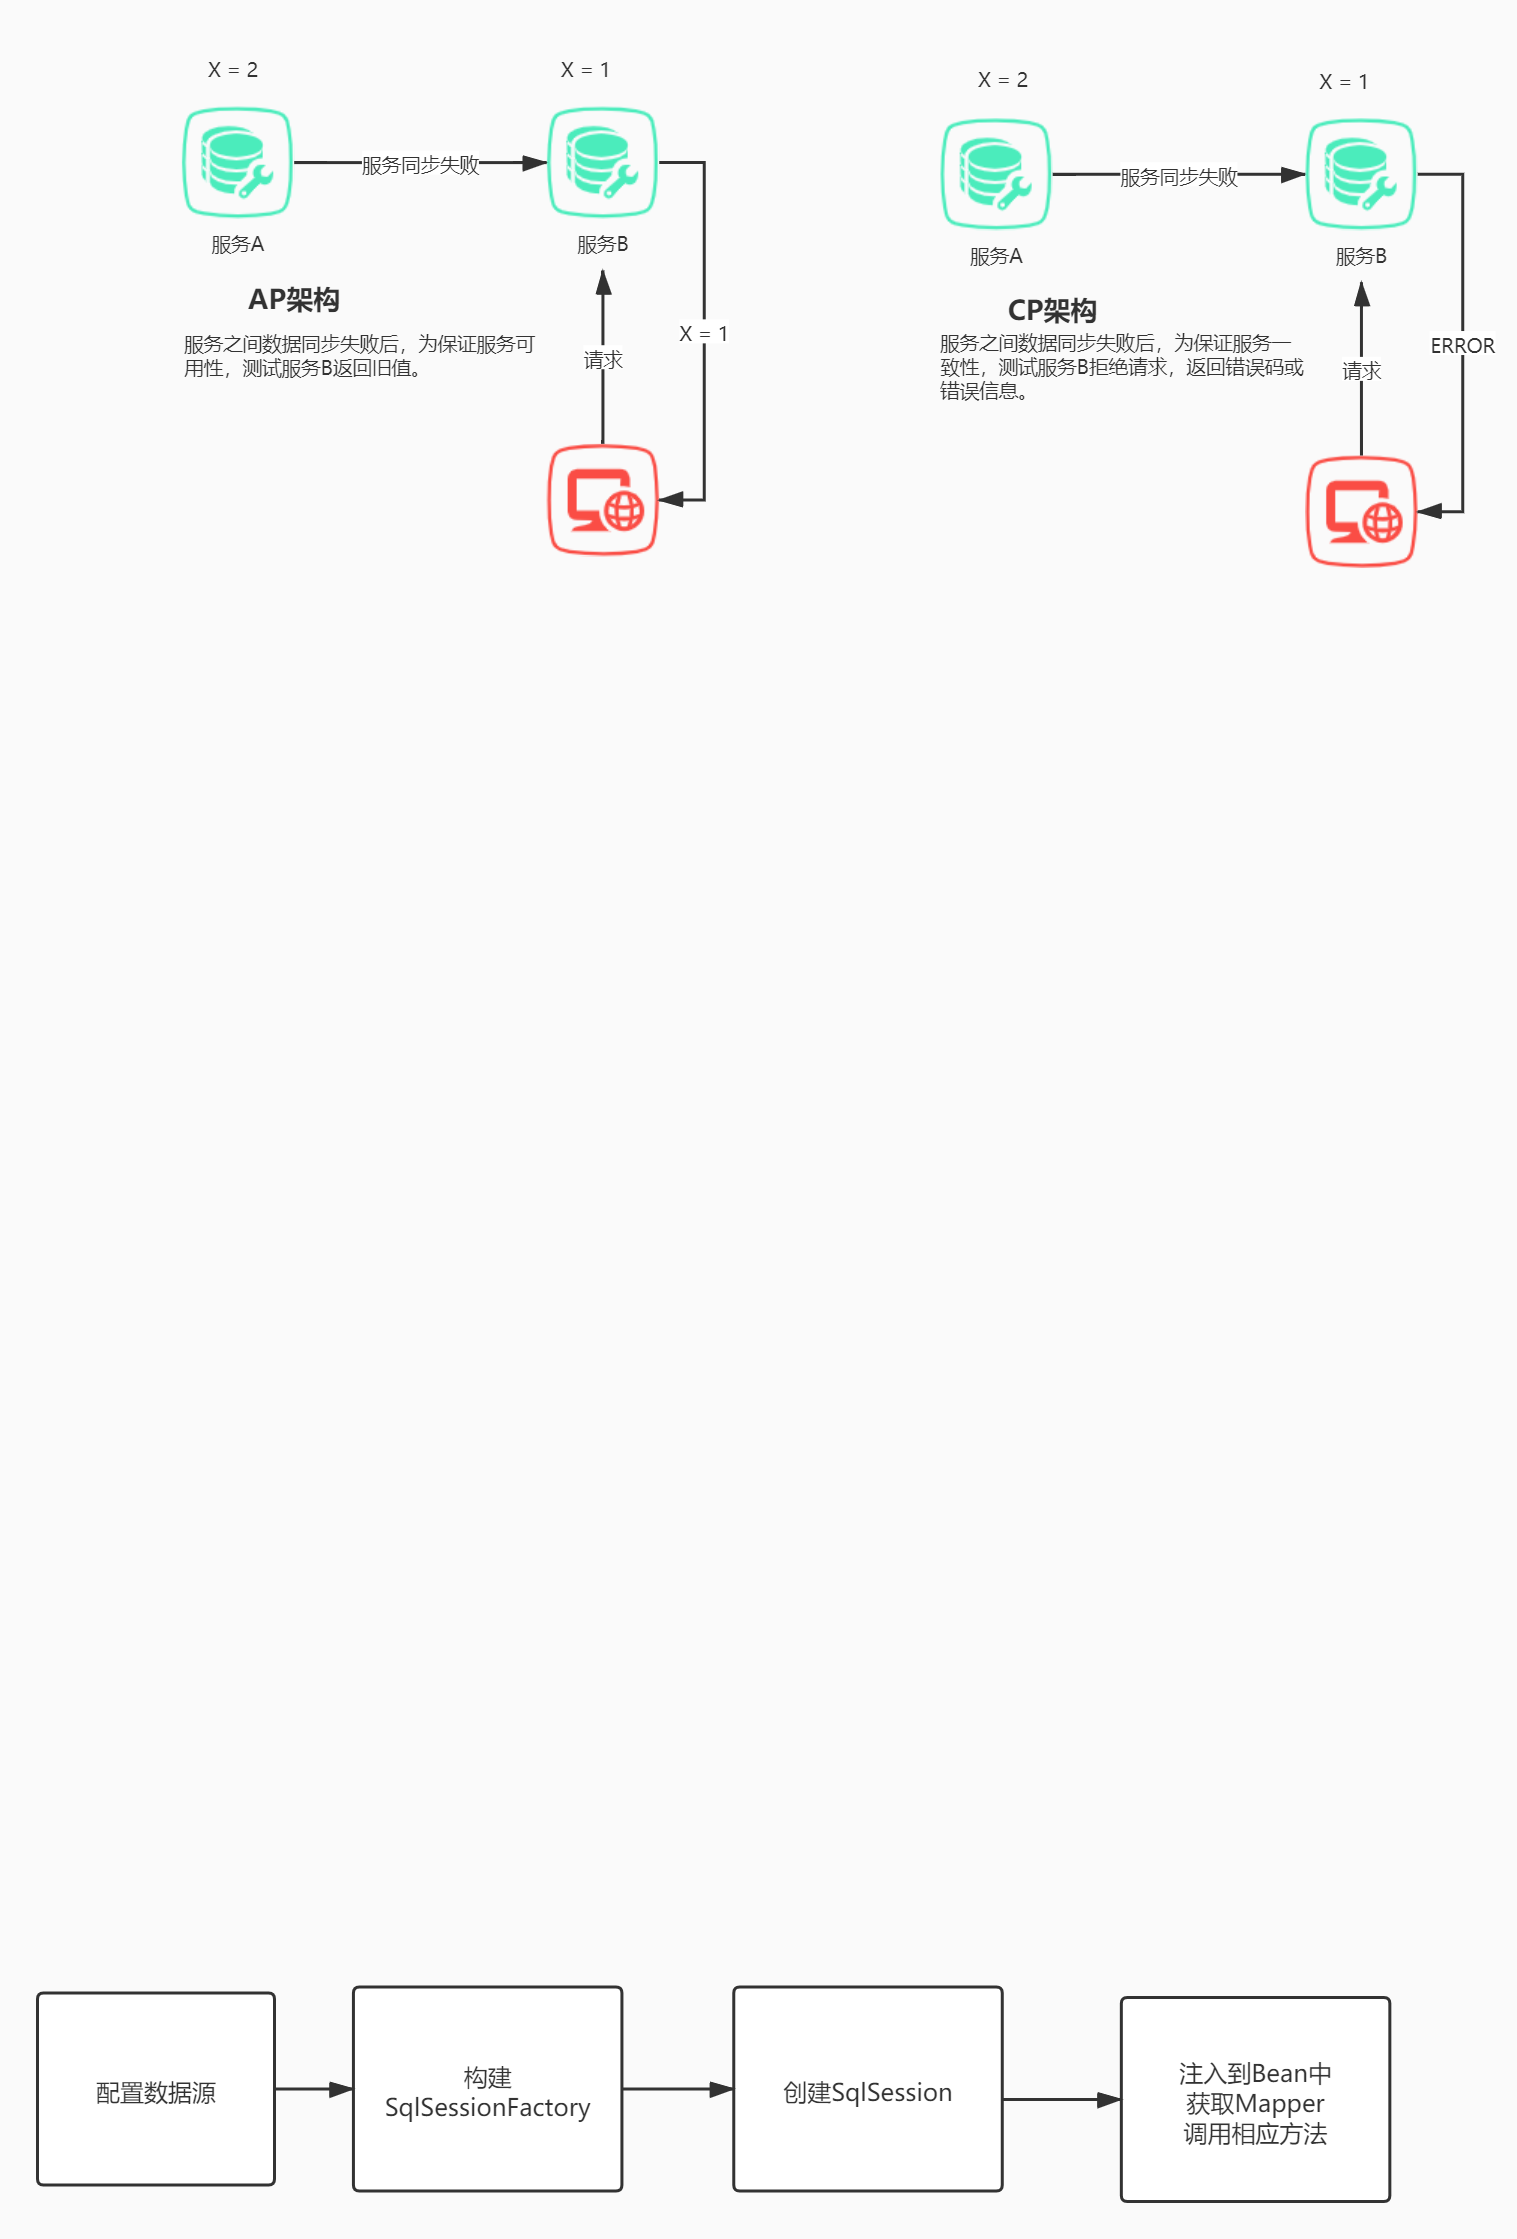 X = 2
X = 1
服务同步失败
服务A
服务B
AP架构
服务之间数据同步失败后，为保证服务可
用性，测试服务B返回旧值。
X = 1
请求
X = 2
X = 1
服务同步失败
服务A
服务B
CP架构
服务之间数据同步失败后，为保证服务一
致性，测试服务B拒绝请求，返回错误码或
错误信息。
ERROR
请求
配置数据源
构建
SqlSessionFactory
创建SqlSession
注入到Bean中
获取Mapper
调用相应方法